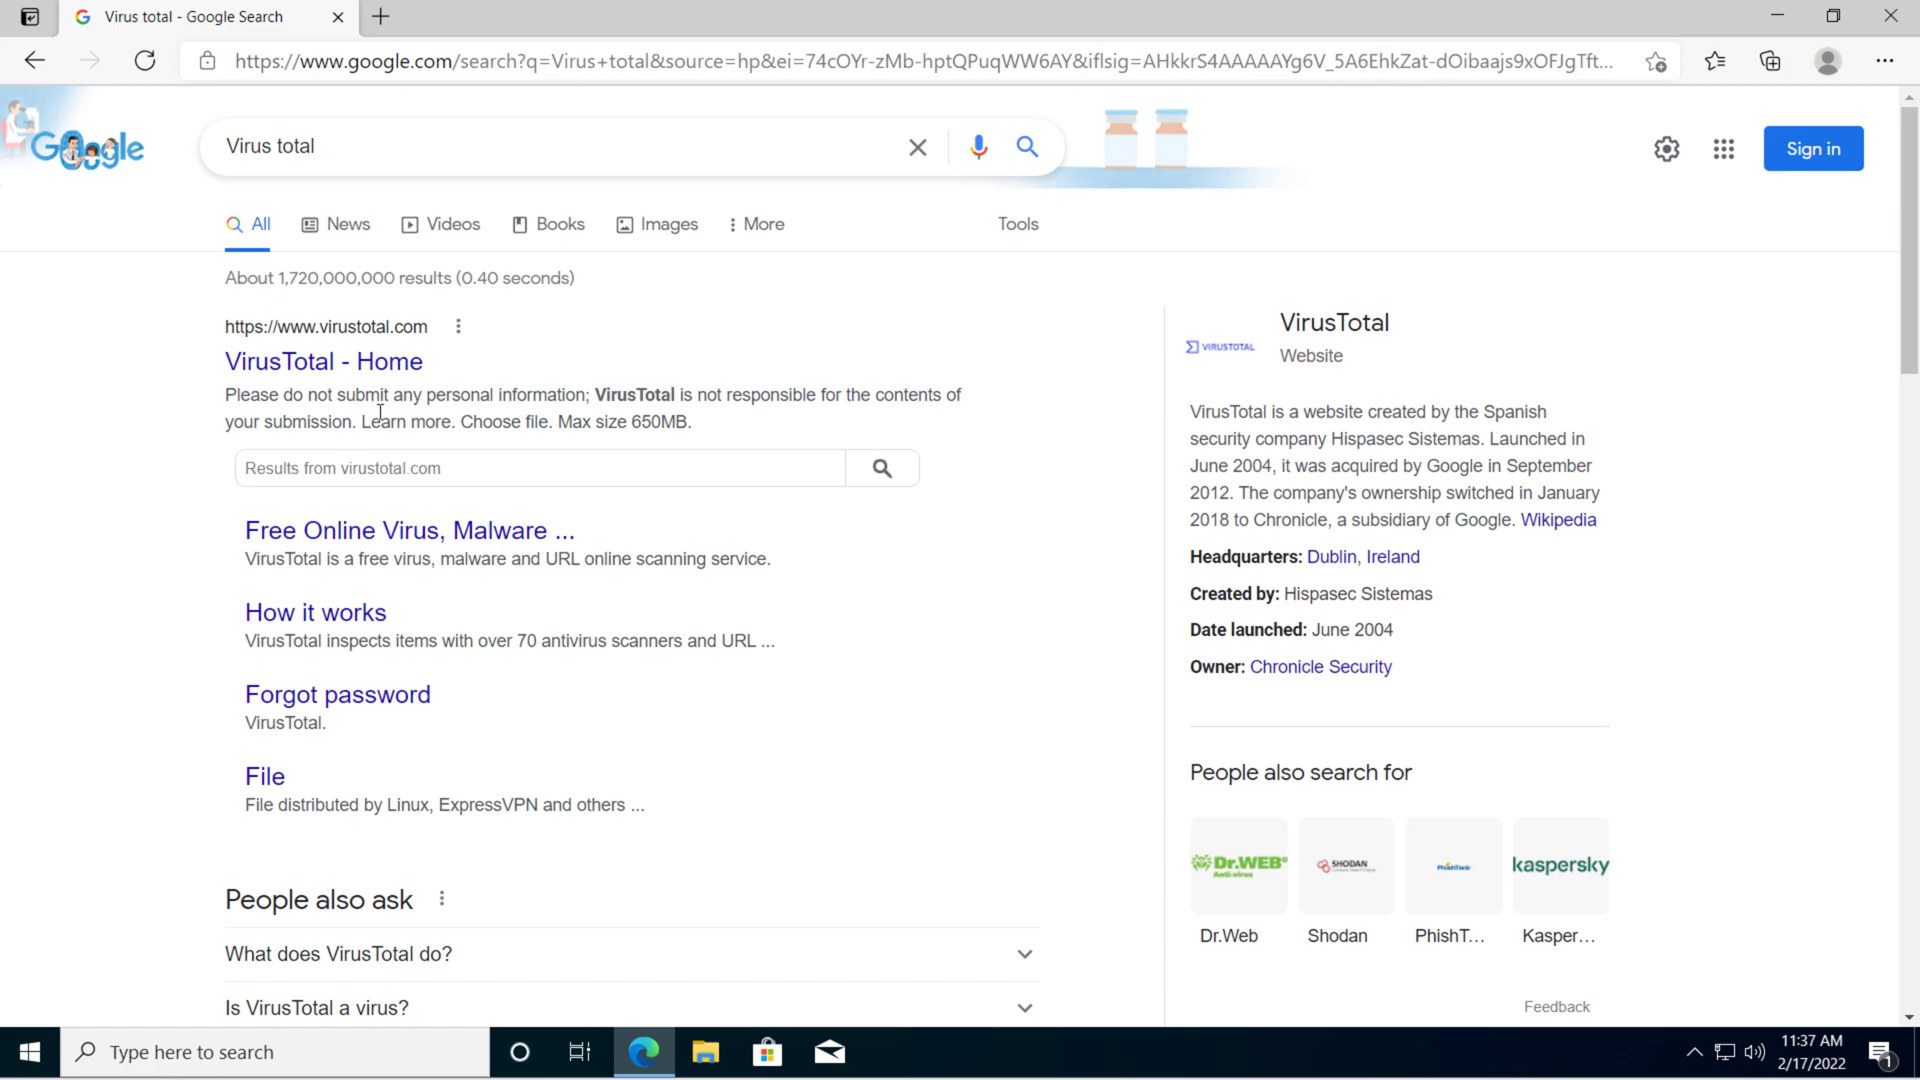 Virus total - Google Search
https://www.google.com/search?q=Virus+total&source=hp&ei=74cOYr-zMb-hptQPuqWW6AY&iflsig=AHkkrS4AAAAAYg6V_5A6EhkZat-dOibaajs9xOFJgTft...
Google
Virus total
Sign in
All
News
Videos
Books
Images
More
Tools
About 1,720,000,000 results (0.40 seconds)
https://www.virustotal.com
VirusTotal - Home
Please do not submit any personal information; VirusTotal is not responsible for the contents of
your submission. Learn more. Choose file. Max size 650MB.
Results from virustotal.com
Free Online Virus, Malware ...
VirusTotal is a free virus, malware and URL online scanning service.
How it works
VirusTotal inspects items with over 70 antivirus scanners and URL ...
Forgot password
VirusTotal.
File
File distributed by Linux, ExpressVPN and others ...
People also ask
What does VirusTotal do?
Is VirusTotal a virus?
VIRUSTOTAL
VirusTotal
Website
VirusTotal is a website created by the Spanish
security company Hispasec Sistemas. Launched in
June 2004, it was acquired by Google in September
2012. The company's ownership switched in January
2018 to Chronicle, a subsidiary of Google. Wikipedia
Headquarters: Dublin, Ireland
Created by: Hispasec Sistemas
Date launched: June 2004
Owner: Chronicle Security
People also search for
Dr.WEB®
Anti-virus
SHODAN
PhishTank
kaspersky
Dr.Web
Shodan
PhishT...
Kasper...
Feedback
Type here to search
11:37 AM
2/17/2022
1